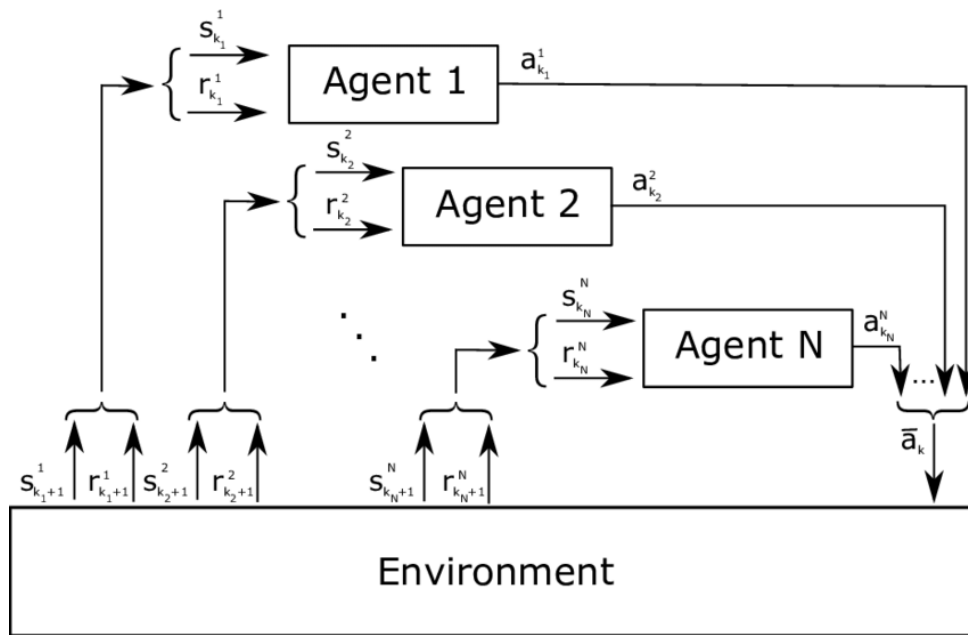 s_{k_1}^1
r_{k_1}^1
Agent 1
a_{k_1}^1
s_{k_2}^2
r_{k_2}^2
Agent 2
a_{k_2}^2
s_{k_N}^N
r_{k_N}^N
Agent N
a_{k_N}^N
...
\bar{a}_k
s_{k_1+1}^1 r_{k_1+1}^1 s_{k_2+1}^2 r_{k_2+1}^2 s_{k_N+1}^N r_{k_N+1}^N
Environment